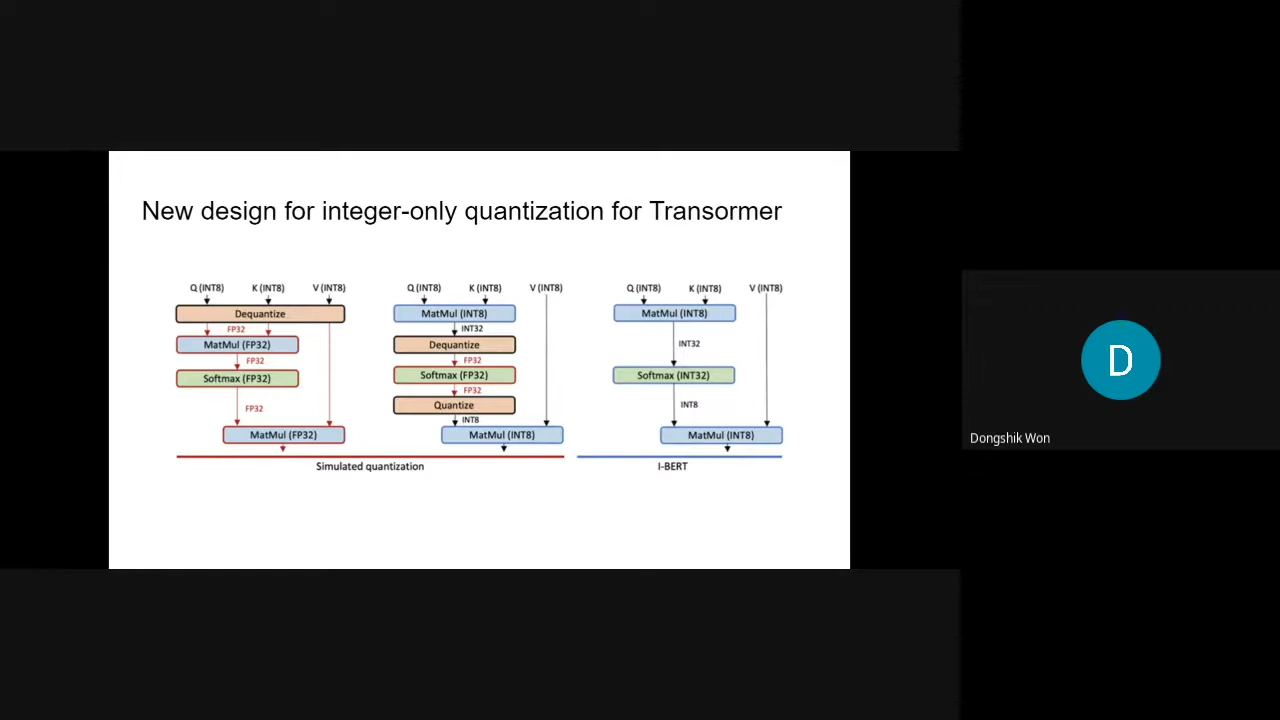 New design for integer-only quantization for Transormer
Q (INT8) K (INT8) V (INT8)
Dequantize
FP32
MatMul (FP32)
FP32
Softmax (FP32)
FP32
MatMul (FP32)
Q (INT8) K (INT8) V (INT8)
MatMul (INT8)
INT32
Dequantize
FP32
Softmax (FP32)
FP32
Quantize
INT8
MatMul (INT8)
Simulated quantization
Q (INT8) K (INT8) V (INT8)
MatMul (INT8)
INT32
Softmax (INT32)
INT8
MatMul (INT8)
I-BERT
D
Dongshik Won